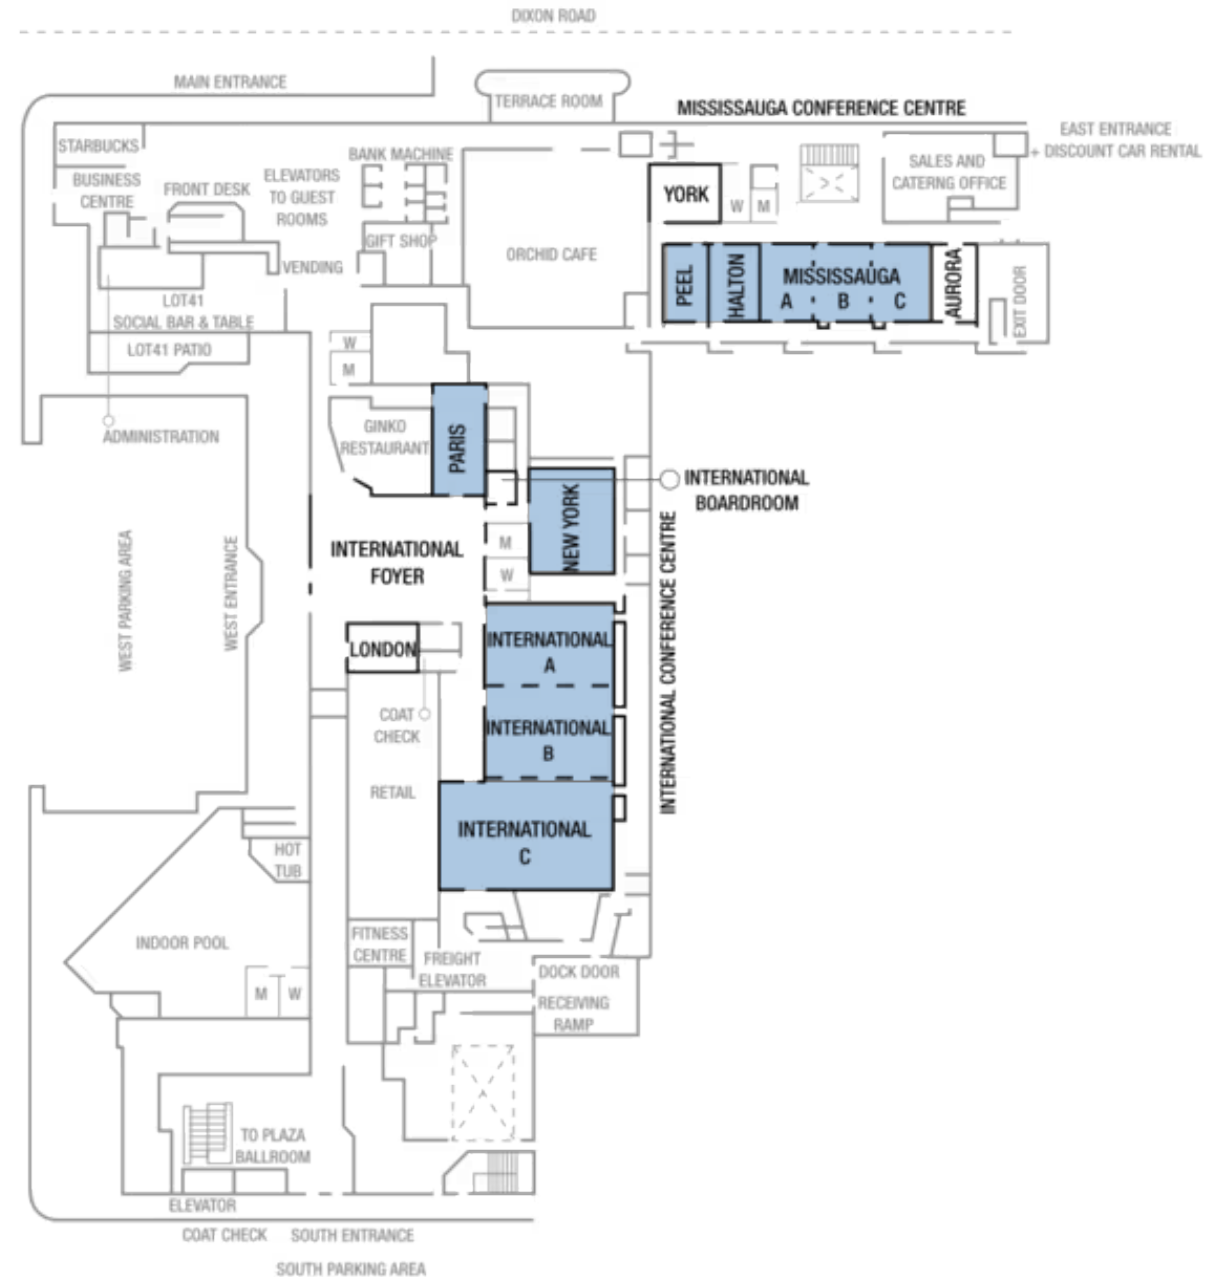 DIXON ROAD
MAIN ENTRANCE
TERRACE ROOM
MISSISSAUGA CONFERENCE CENTRE
EAST ENTRANCE
+ DISCOUNT CAR RENTAL
STARBUCKS
BUSINESS
CENTRE
FRONT DESK
ELEVATORS
TO GUEST
ROOMS
BANK MACHINE
GIFT SHOP
VENDING
ORCHID CAFE
YORK
W
M
SALES AND
CATERNG OFFICE
PEEL
HALTON
MISSISSAUGA
A
B
C
AURORA
EXIT DOOR
LOT41
SOCIAL BAR & TABLE
LOT41 PATIO
W
M
ADMINISTRATION
GINKO
RESTAURANT
PARIS
NEW YORK
INTERNATIONAL
BOARDROOM
INTERNATIONAL
FOYER
M
W
WEST PARKING AREA
WEST ENTRANCE
INTERNATIONAL CONFERENCE CENTRE
LONDON
INTERNATIONAL
A
COAT
CHECK
INTERNATIONAL
B
RETAIL
INTERNATIONAL
C
HOT
TUB
INDOOR POOL
M
W
FITNESS
CENTRE
FREIGHT
ELEVATOR
DOCK DOOR
RECEIVING
RAMP
TO PLAZA
BALLROOM
ELEVATOR
COAT CHECK
SOUTH ENTRANCE
SOUTH PARKING AREA